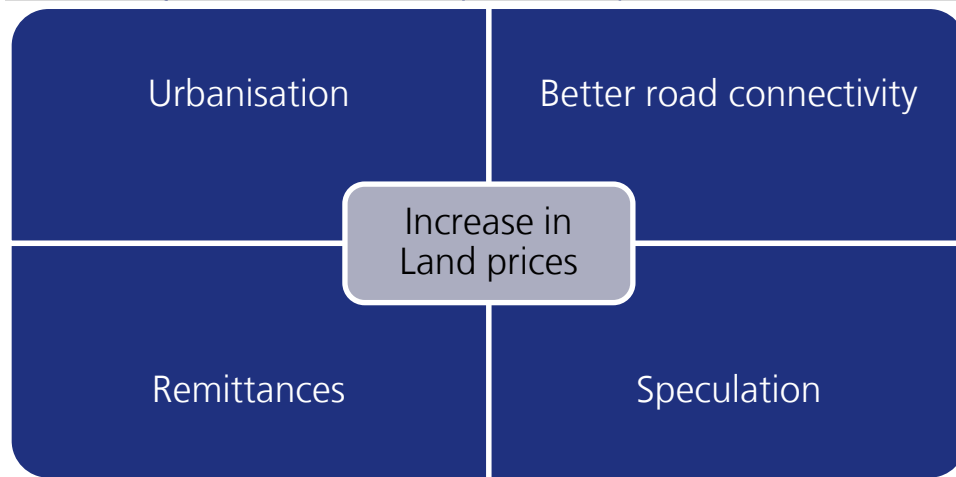 Urbanisation
Better road connectivity
Increase in
Land prices
Remittances
Speculation